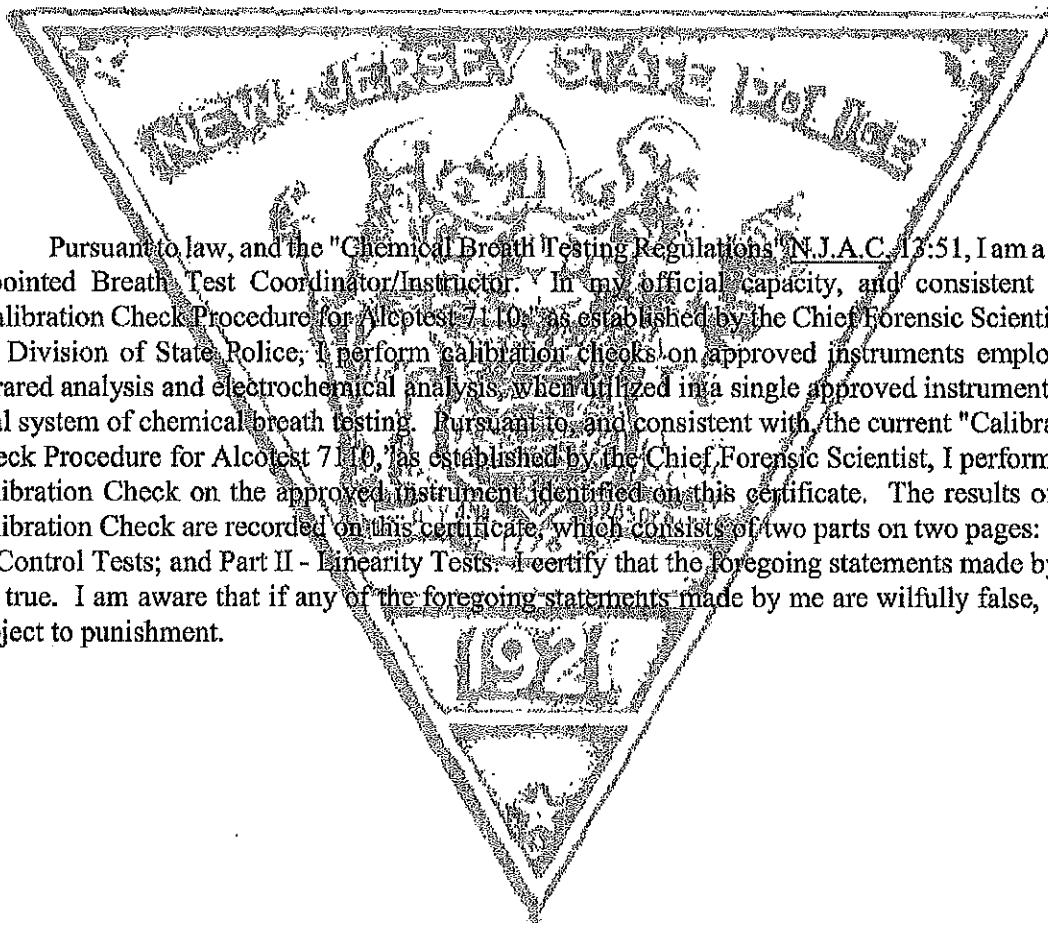 NEW JERSEY STATE POLICE
Pursuant to law, and the "Chemical Breath Testing Regulations" N.J.A.C. 13:51, I am a
pointed Breath Test Coordinator/Instructor. In my official capacity, and consistent
alibration Check Procedure for Alcotest 7110," as established by the Chief Forensic Scienti
Division of State Police, I perform calibration checks on approved instruments emplo
rared analysis and electrochemical analysis, when utilized in a single approved instrument
al system of chemical breath testing. Pursuant to, and consistent with, the current "Calibra
eck Procedure for Alcotest 7110," as established by the Chief Forensic Scientist, I perform
libration Check on the approved instrument identified on this certificate. The results o
libration Check are recorded on this certificate, which consists of two parts on two pages:
Control Tests; and Part II - Linearity Tests. I certify that the foregoing statements made by
true. I am aware that if any of the foregoing statements made by me are wilfully false,
ject to punishment.
1921